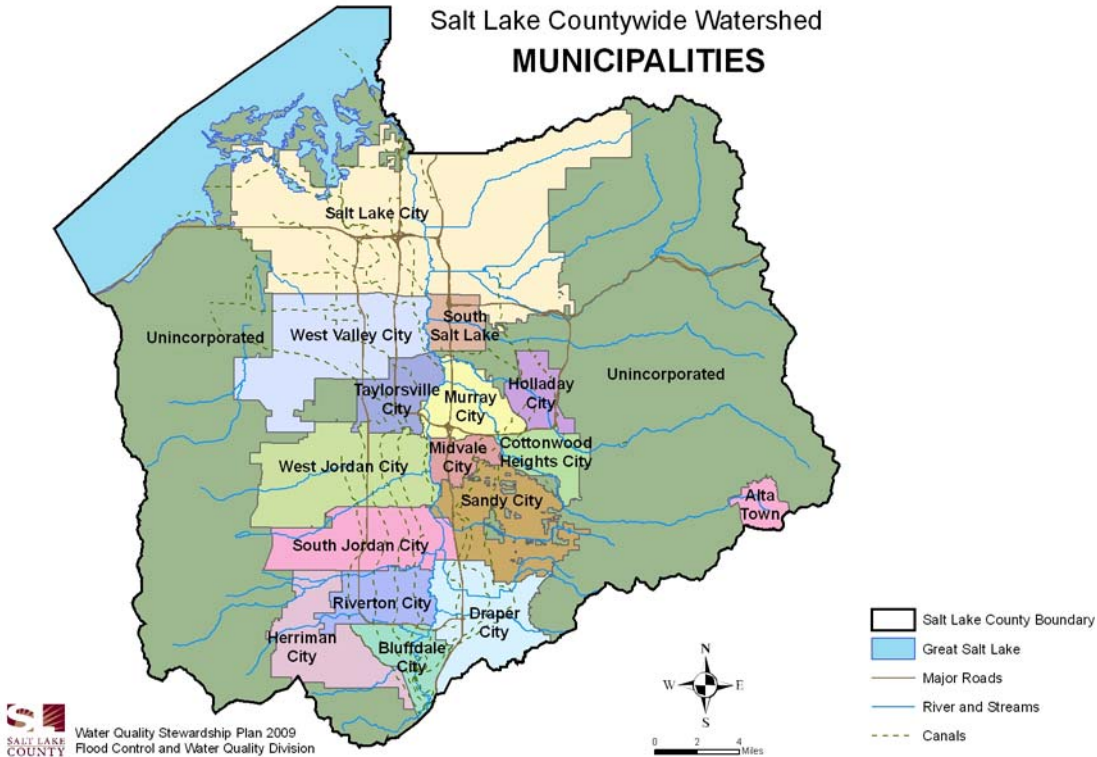 Salt Lake Countywide Watershed
MUNICIPALITIES
Salt Lake City
Unincorporated
West Valley City
South
Salt Lake
Taylorsville
City
Murray
City
Holladay
City
Unincorporated
West Jordan City
Midvale
City
Cottonwood
Heights City
Sandy City
Alta
Town
South Jordan City
Riverton City
Draper
City
Herriman
City
Bluffdale
City
N
W
E
S
0 2 4
Miles
Salt Lake County Boundary
Great Salt Lake
Major Roads
River and Streams
Canals
SL
SALT LAKE
COUNTY
Water Quality Stewardship Plan 2009
Flood Control and Water Quality Division